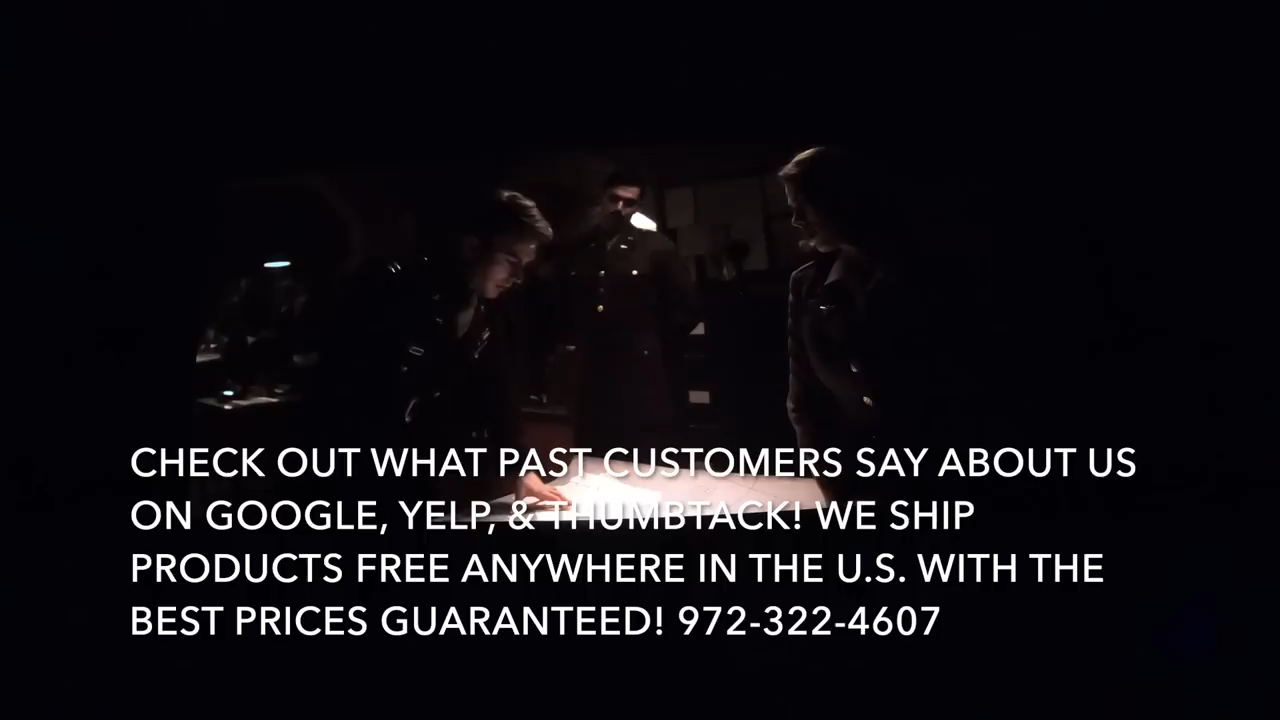 CHECK OUT WHAT PAST CUSTOMERS SAY ABOUT US
ON GOOGLE, YELP, & THUMBTACK! WE SHIP
PRODUCTS FREE ANYWHERE IN THE U.S. WITH THE
BEST PRICES GUARANTEED! 972-322-4607